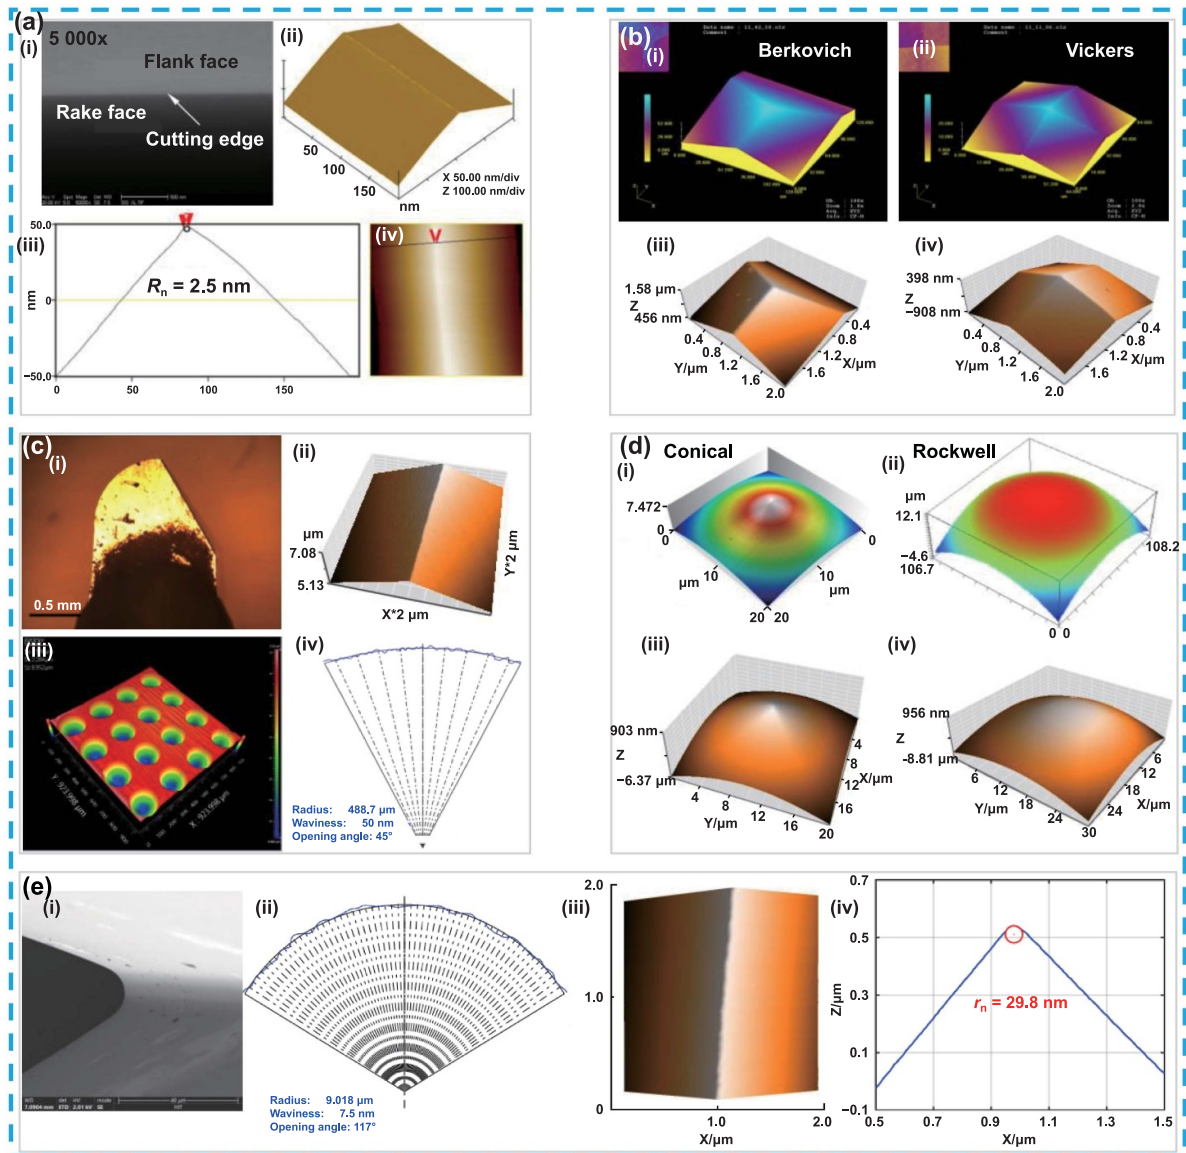 (a)
(i)
5 000x
Flank face
Rake face
Cutting edge
(ii)
50
100
150
nm
X 50.00 nm/div
Z 100.00 nm/div
(iii)
50.0
nm
0
−50.0
Rn = 2.5 nm
0
50
100
150
(iv)
(b)
(i)
Berkovich
(ii)
Vickers
(iii)
1.58 µm
Z
456 nm
0.4
0.8
1.2
1.6
2.0
Y/µm
0.4
0.8
1.2
1.6
X/µm
(iv)
398 nm
Z
−908 nm
0.4
0.8
1.2
1.6
2.0
Y/µm
0.4
0.8
1.2
1.6
X/µm
(c)
(i)
0.5 mm
(ii)
µm
7.08
5.13
X*2 µm
Y*2 µm
(iii)
Y : 923.998 µm
X : 923.998 µm
(iv)
Radius: 488.7 µm
Waviness: 50 nm
Opening angle: 45°
(d)
Conical
(i)
7.472
0
0
0
µm
10
10
µm
20
20
Rockwell
(ii)
µm
12.1
−4.6
106.7
108.2
0
0
(iii)
903 nm
Z
−6.37 µm
4
8
12
16
20
Y/µm
4
8
12
16
X/µm
(iv)
956 nm
Z
−8.81 µm
6
12
18
24
30
Y/µm
6
12
18
24
X/µm
(e)
(i)
(ii)
Radius: 9.018 µm
Waviness: 7.5 nm
Opening angle: 117°
(iii)
2.0
1.0
0
1.0
2.0
X/µm
(iv)
0.7
0.5
0.3
0.1
−0.1
Z/µm
rn = 29.8 nm
0.5
0.7
0.9
1.1
1.3
1.5
X/µm